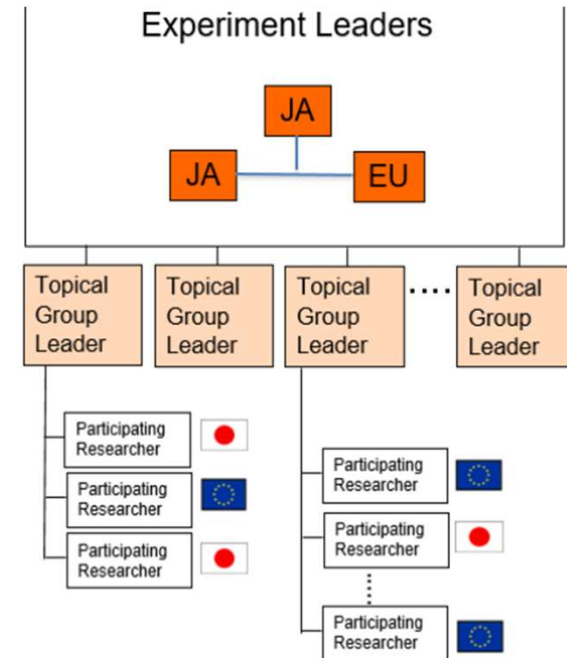 Experiment Leaders
JA
JA
EU
Topical
Group
Leader
Topical
Group
Leader
Topical
Group
Leader
Topical
Group
Leader
Participating
Researcher
Participating
Researcher
Participating
Researcher
Participating
Researcher
Participating
Researcher
Participating
Researcher